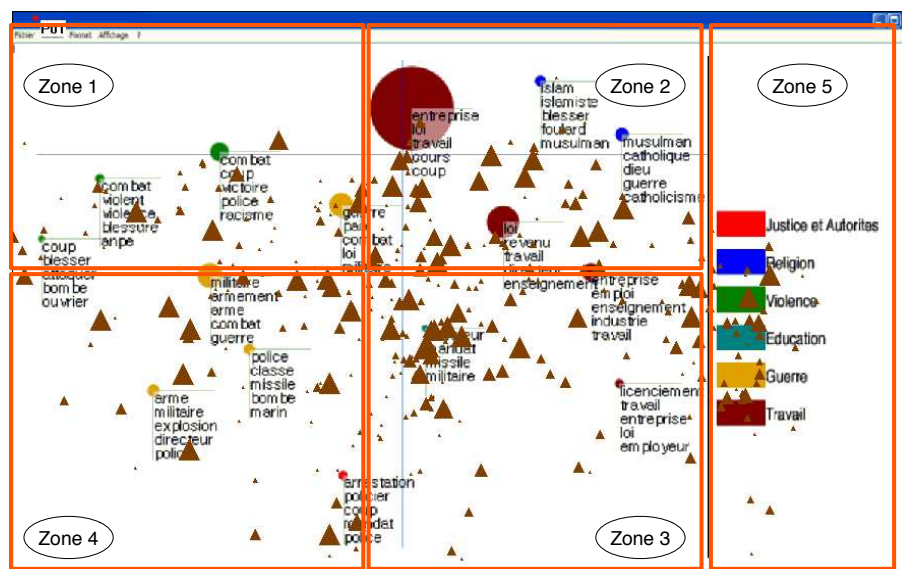 P01
Fichier Format Affichage ?
Zone 1
Zone 2
Zone 5
islam
islamiste
blesser
foulard
musulman
entreprise
loi
travail
cours
coup
musulman
catholique
dieu
guerre
catholicisme
combat
coup
victoire
police
racisme
combat
violent
violence
blessure
anpe
guerre
paix
combat
loi
militaire
loi
revenu
travail
enseignement
coup
blesser
attaquer
bombe
ouvrier
Justice et Autorites
Religion
Violence
Education
Guerre
Travail
militaire
armement
arme
combat
guerre
entreprise
emploi
enseignement
industrie
travail
mandat
missile
militaire
police
classe
missile
bombe
marin
arme
militaire
explosion
directeur
police
licenciement
travail
entreprise
loi
employeur
arrestation
policier
coup
mandat
police
Zone 4
Zone 3